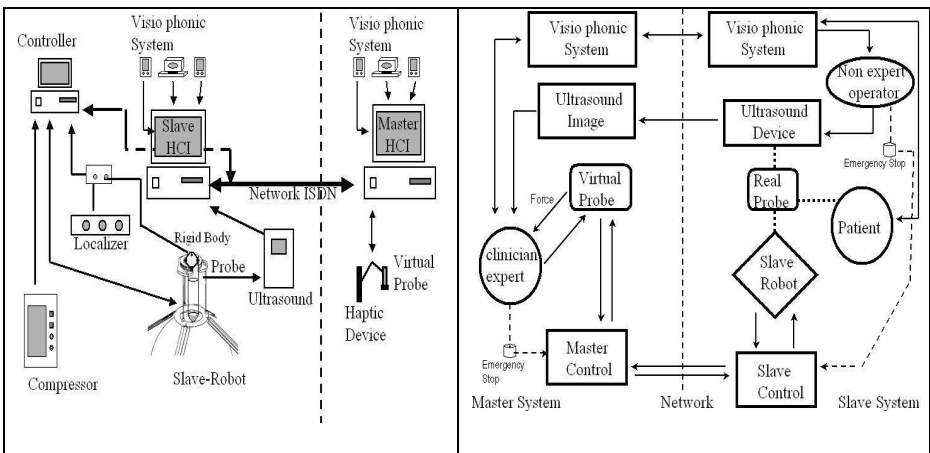 Visio phonic
System
Controller
Slave
HCI
Network ISDN
Localizer
Rigid Body
Probe
Ultrasound
Compressor
Slave-Robot
Visio phonic
System
Master
HCI
Virtual
Probe
Haptic
Device
Visio phonic
System
Visio phonic
System
Non expert
operator
Ultrasound
Image
Ultrasound
Device
Emergency Stop
Force
Virtual
Probe
Real
Probe
Patient
clinician
expert
Slave
Robot
Emergency
Stop
Master
Control
Slave
Control
Master System
Network
Slave System